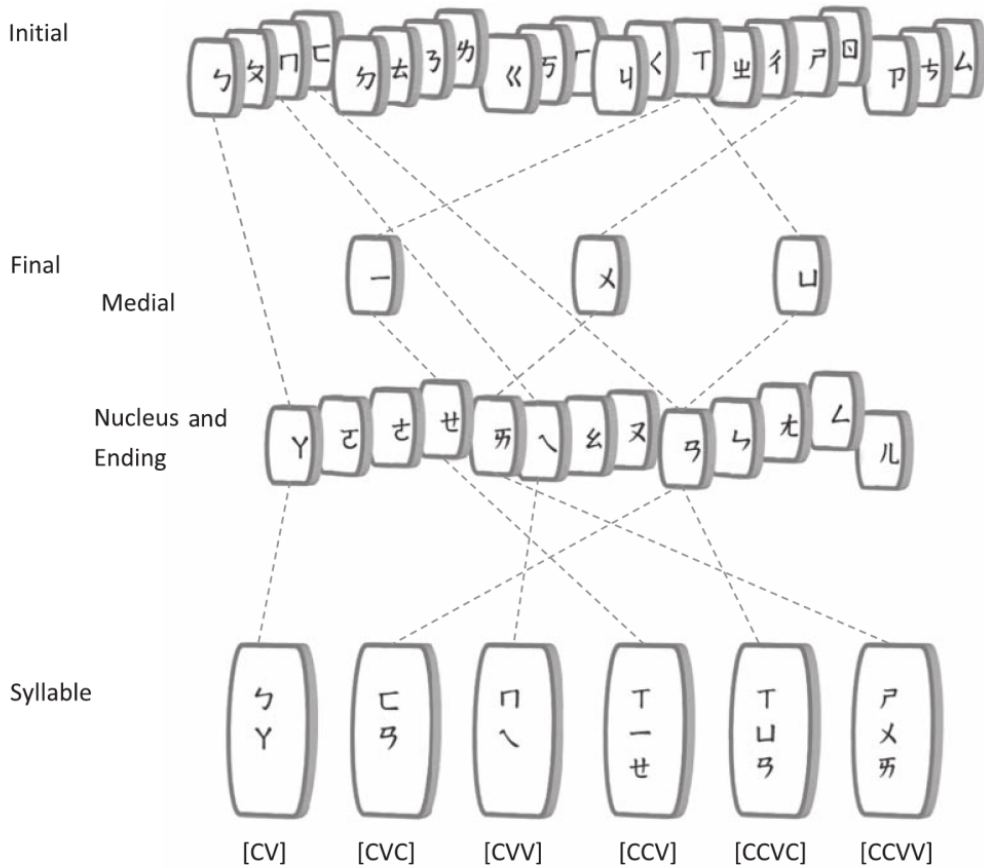 Initial
ㄅ ㄆ ㄇ ㄈ ㄉ ㄊ ㄋ ㄌ ㄍ ㄎ ㄏ ㄐ ㄑ ㄒ ㄓ ㄔ ㄕ ㄖ ㄗ ㄘ ㄙ
Final
ㄧ ㄨ ㄩ
Medial
Nucleus and
Ending
ㄚ ㄛ ㄜ ㄝ ㄞ ㄟ ㄠ ㄡ ㄢ ㄣ ㄤ ㄥ ㄦ
Syllable
ㄅ ㄈ ㄇ ㄒ ㄒ ㄕ
ㄚ ㄢ ㄟ ㄧ ㄩ ㄨ
ㄝ ㄢ ㄞ
[CV] [CVC] [CVV] [CCV] [CCVC] [CCVV]